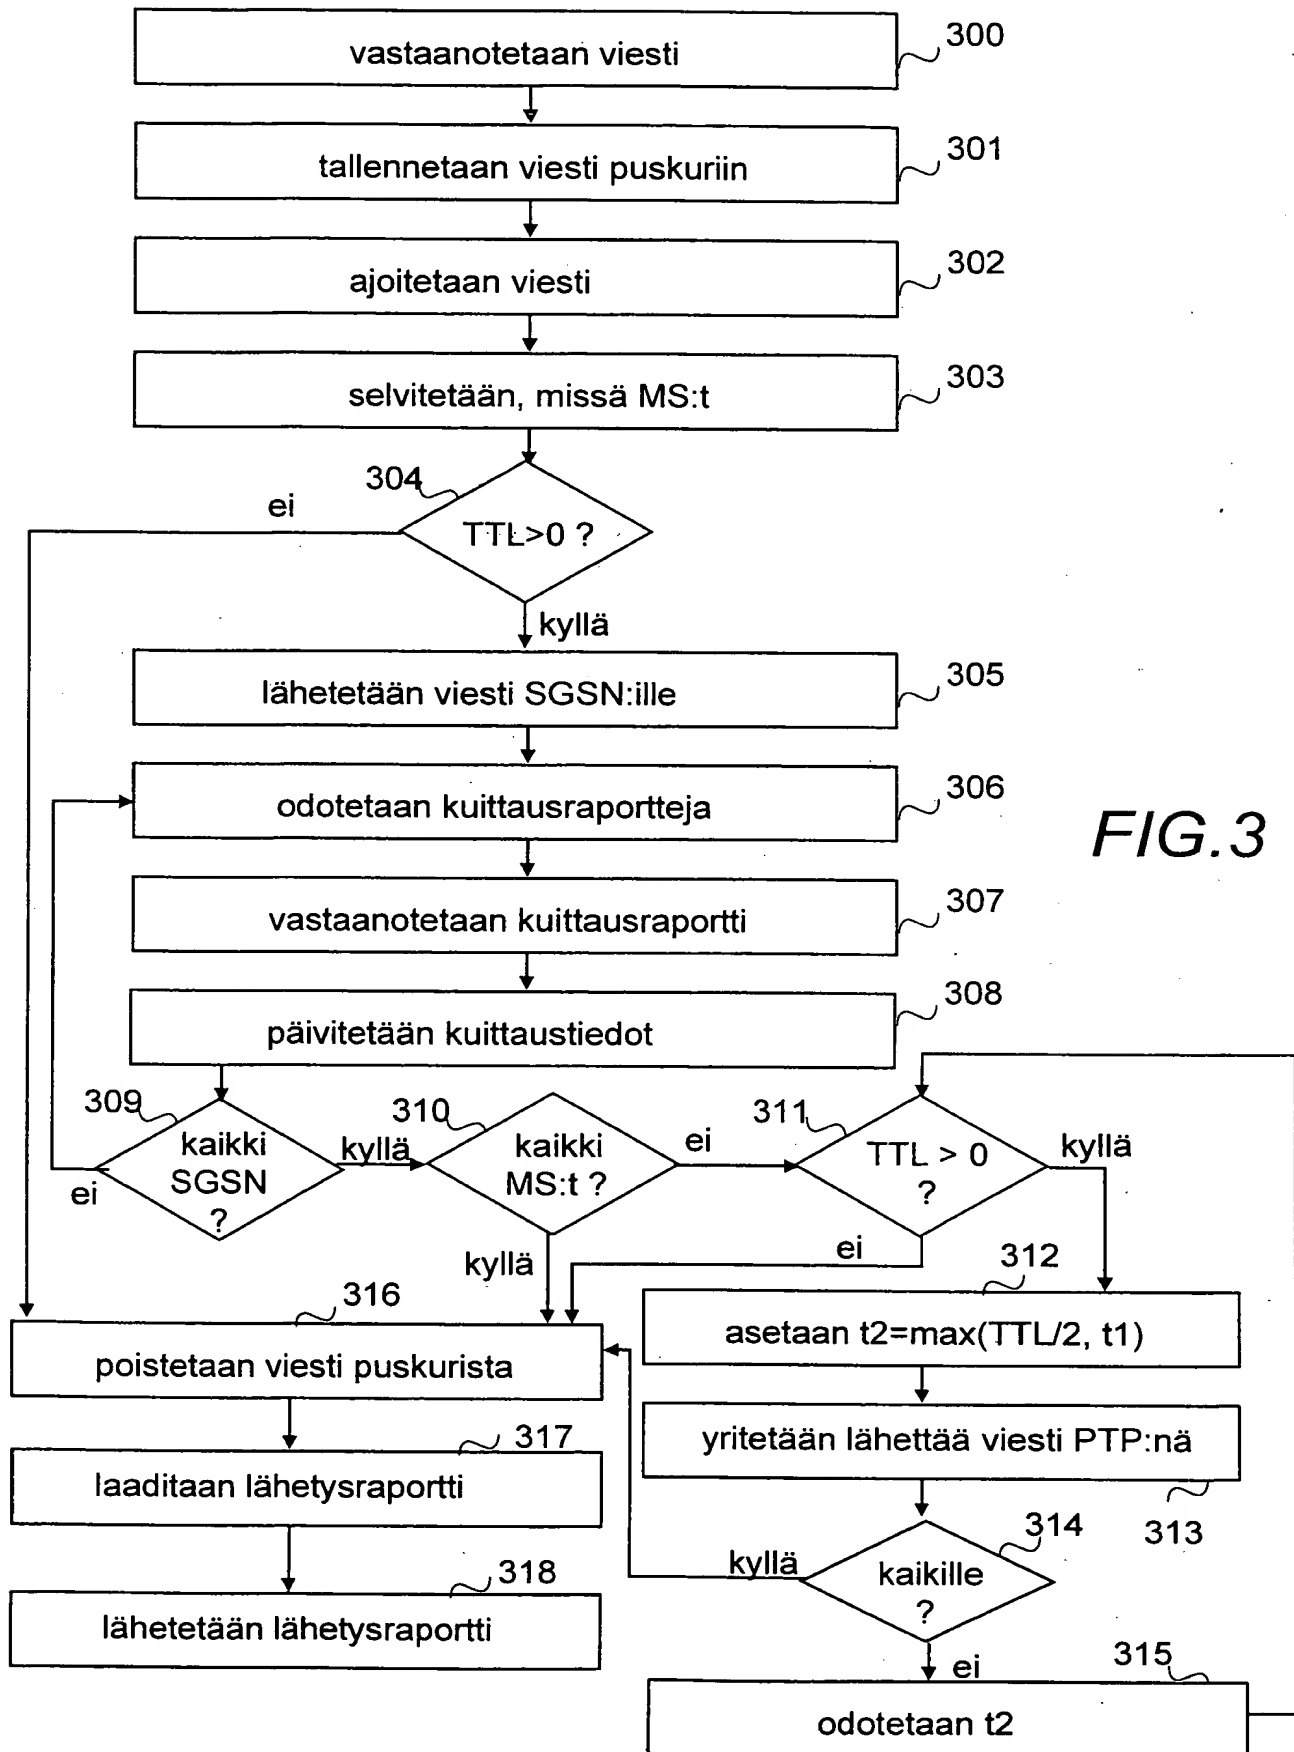 vastaanotetaan viesti
300
tallennetaan viesti puskuriin
301
ajoitetaan viesti
302
selvitetään, missä MS:t
303
304
ei
TTL>0 ?
kyllä
lähetetään viesti SGSN:ille
305
odotetaan kuittausraportteja
306
FIG.3
vastaanotetaan kuittausraportti
307
päivitetään kuittaustiedot
308
309
kaikki
SGSN
?
ei
kyllä
310
kaikki
MS:t ?
ei
kyllä
311
TTL > 0
?
kyllä
ei
312
asetaan t2=max(TTL/2, t1)
316
poistetaan viesti puskurista
yritetään lähettää viesti PTP:nä
313
317
laaditaan lähetysraportti
314
kyllä
kaikille
?
ei
318
lähetetään lähetysraportti
315
odotetaan t2